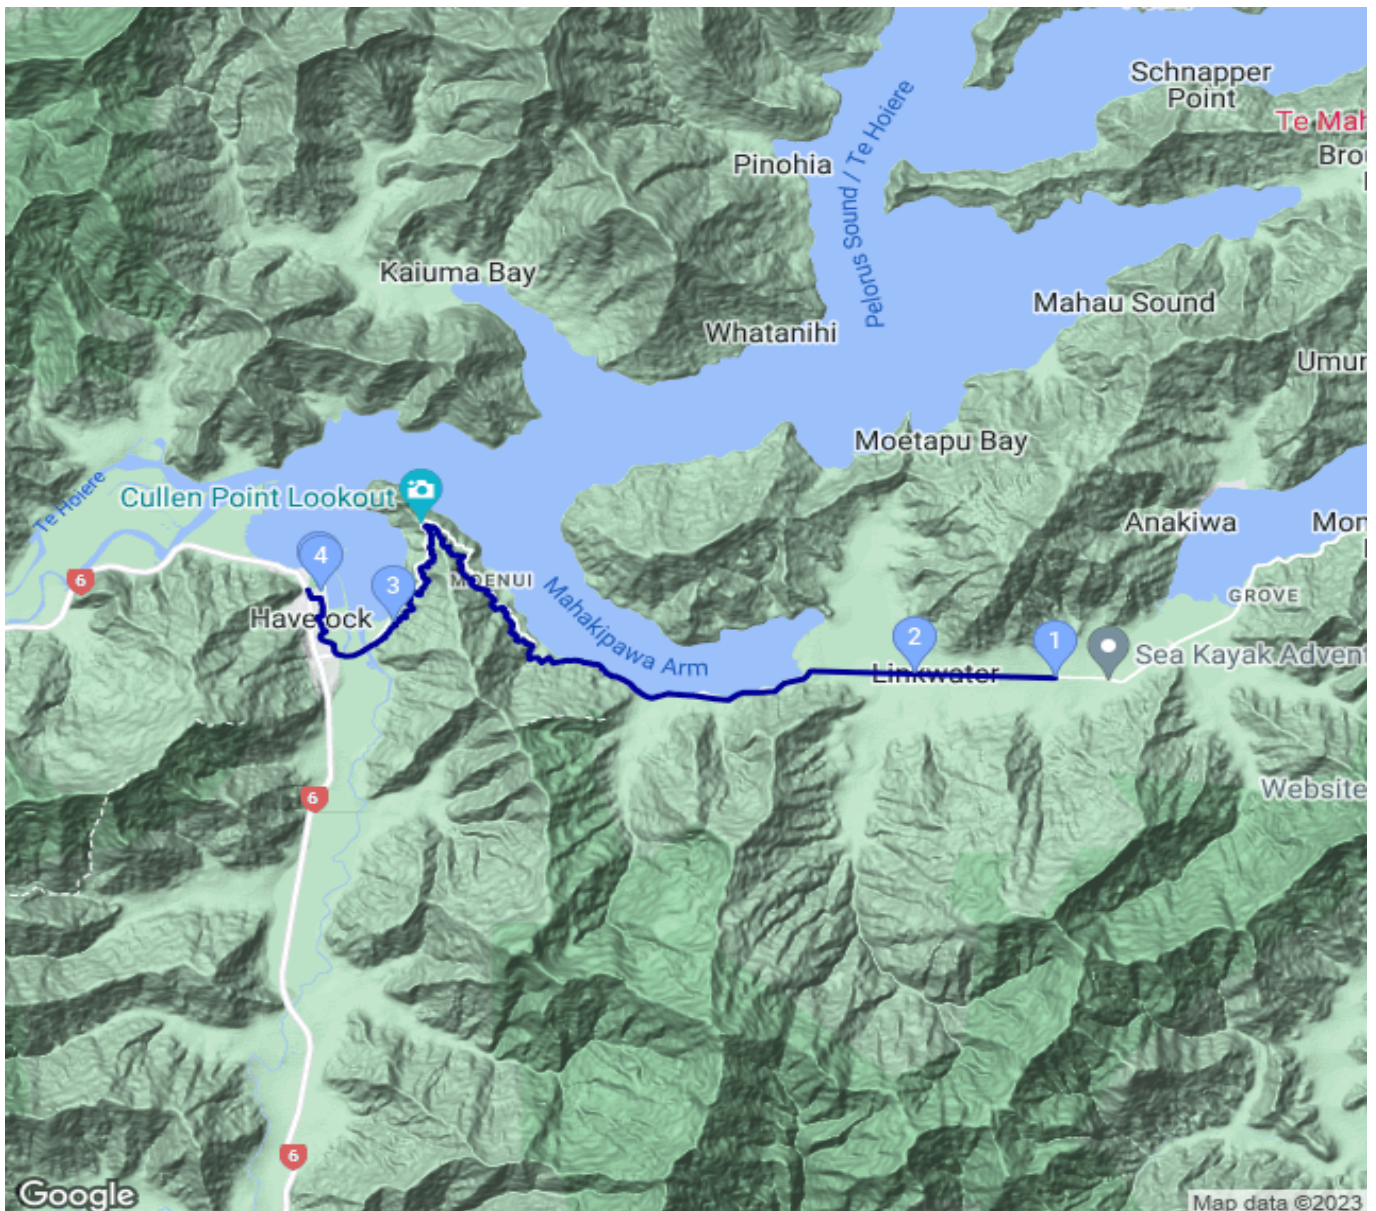 Schnapper
Point
Te Mah
Bro
Pinohia
Pelorus Sound / Te Hoiere
Kaiuma Bay
Mahau Sound
Whatanihi
Umur
Moetapu Bay
Te Hoiere
Cullen Point Lookout
Anakiwa
Mon
4
6
3
MOENUI
GROVE
Havelock
Mahakipawa Arm
2
1
Linkwater
Sea Kayak Advent
6
Website
6
Google
Map data ©2023